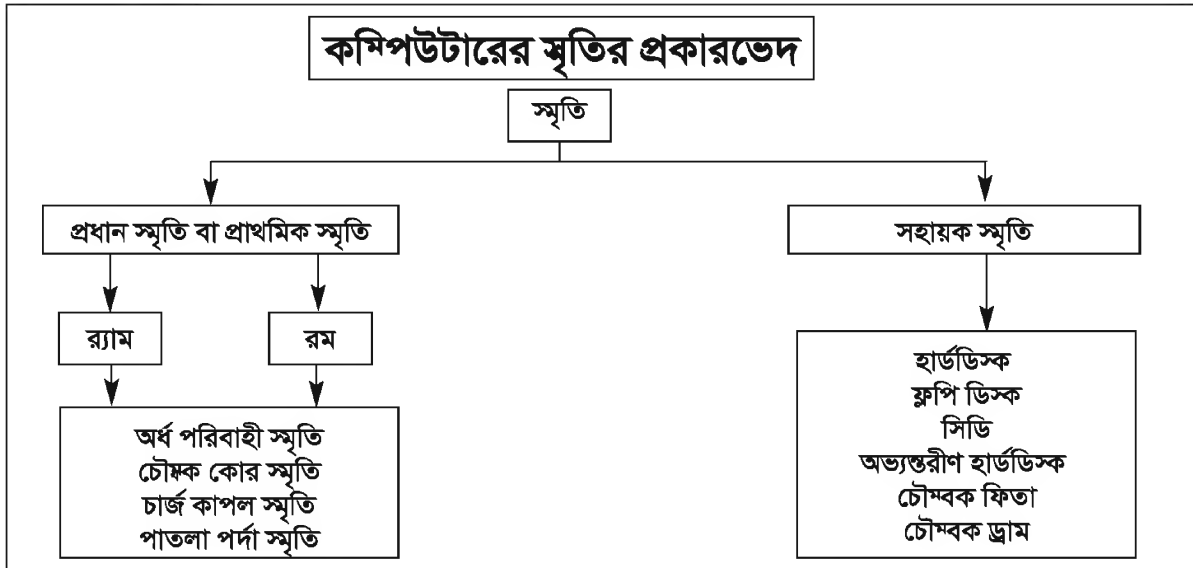 কম্পিউটারের স্মৃতির প্রকারভেদ
স্মৃতি
প্রধান স্মৃতি বা প্রাথমিক স্মৃতি
সহায়ক স্মৃতি
র‍্যাম
রম
অর্ধ পরিবাহী স্মৃতি
চৌম্বক কোর স্মৃতি
চার্জ কাপল স্মৃতি
পাতলা পর্দা স্মৃতি
হার্ডডিস্ক
ফ্লপি ডিস্ক
সিডি
অভ্যন্তরীণ হার্ডডিস্ক
চৌম্বক ফিতা
চৌম্বক ড্রাম